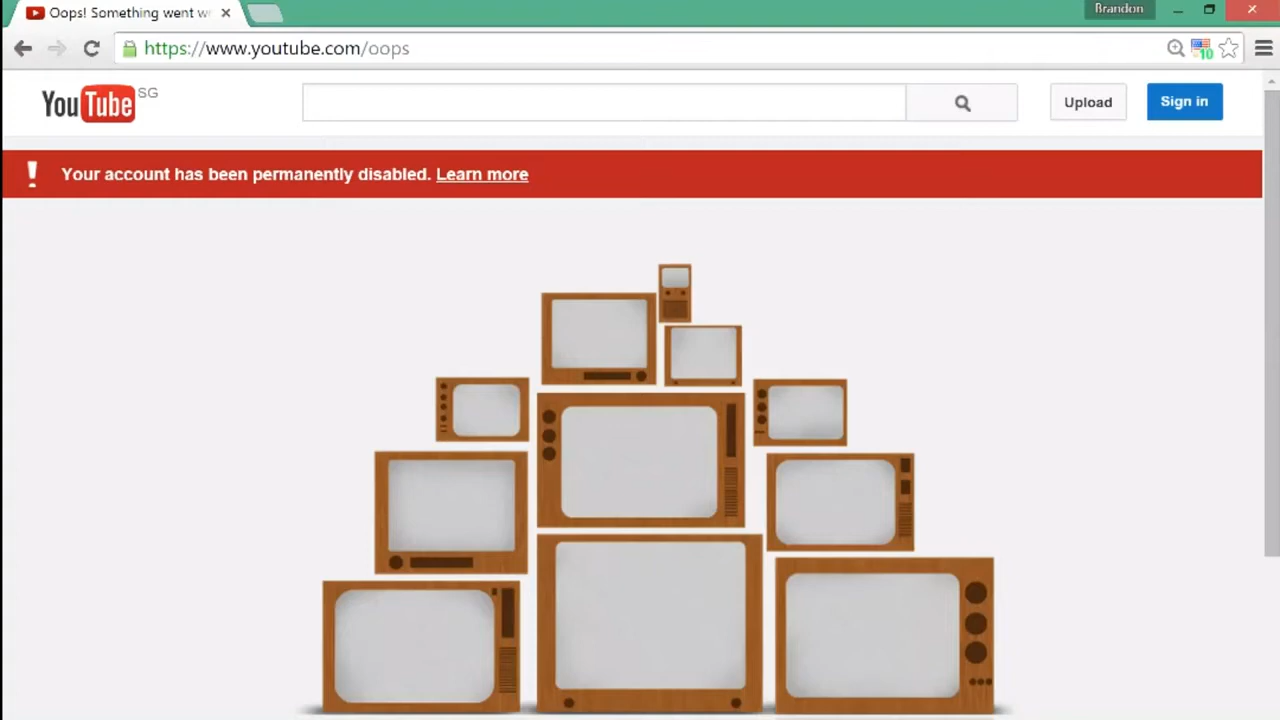 Oops! Something went w
Brandon
https://www.youtube.com/oops
10
YouTube SG
Upload
Sign in
! Your account has been permanently disabled. Learn more